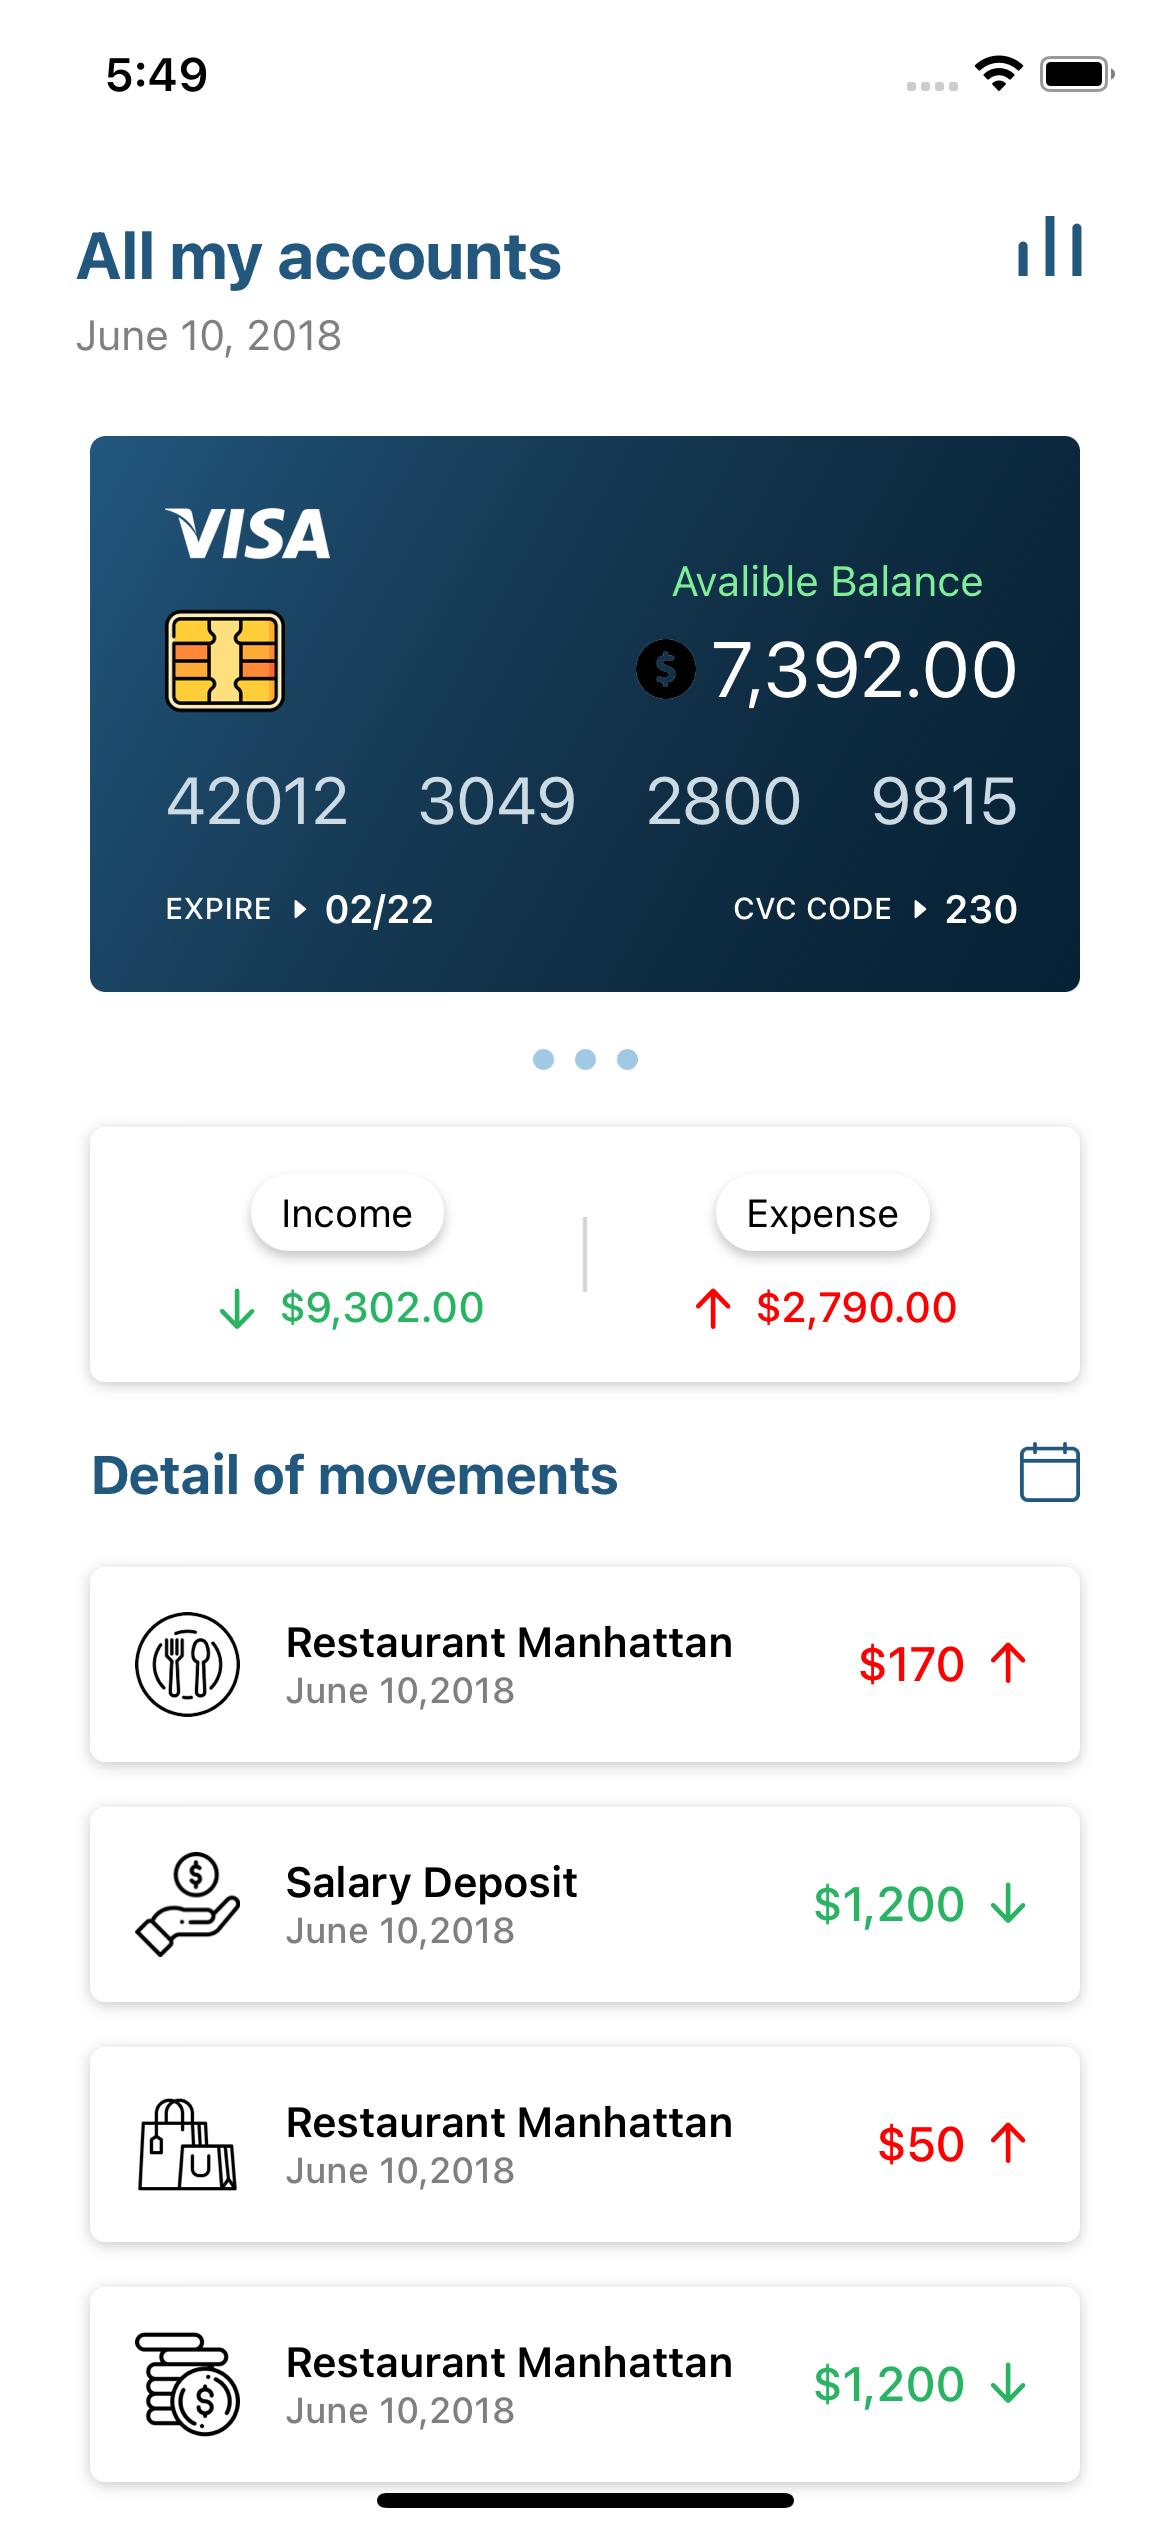 5:49
All my accounts
June 10, 2018
VISA
Avalible Balance
$ 7,392.00
42012 3049 2800 9815
EXPIRE 02/22 CVC CODE 230
Income Expense
$9,302.00 $2,790.00
Detail of movements
Restaurant Manhattan
$170
June 10,2018
Salary Deposit
$1,200
June 10,2018
Restaurant Manhattan
$50
June 10,2018
Restaurant Manhattan
$1,200
June 10,2018